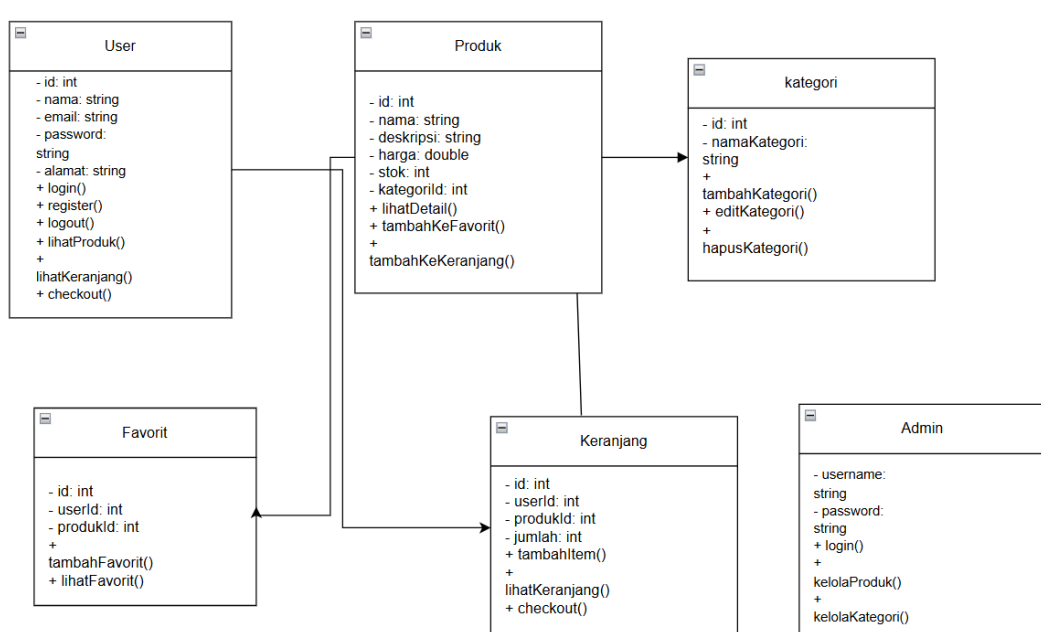 User
- id: int
- nama: string
- email: string
- password:
string
- alamat: string
+ login()
+ register()
+ logout()
+ lihatProduk()
+
lihatKeranjang()
+ checkout()
Produk
- id: int
- nama: string
- deskripsi: string
- harga: double
- stok: int
- kategoriId: int
+ lihatDetail()
+ tambahKeFavorit()
+
tambahKeKeranjang()
kategori
- id: int
- namaKategori:
string
+
tambahKategori()
+ editKategori()
+
hapusKategori()
Favorit
- id: int
- userId: int
- produkId: int
+
tambahFavorit()
+ lihatFavorit()
Keranjang
- id: int
- userId: int
- produkId: int
- jumlah: int
+ tambahItem()
+
lihatKeranjang()
+ checkout()
Admin
- username:
string
- password:
string
+ login()
+
kelolaProduk()
+
kelolaKategori()